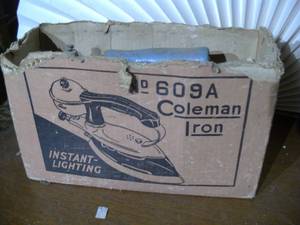 No 609A
Coleman
Iron
INSTANT-
LIGHTING